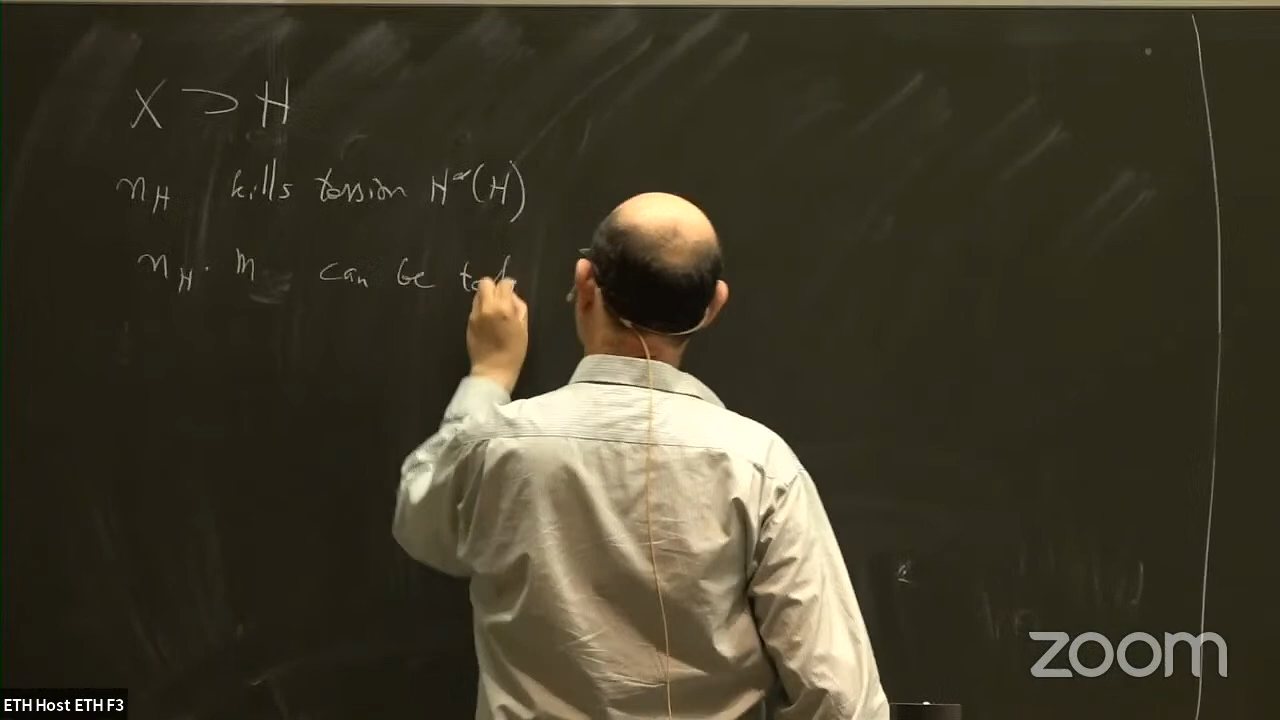 X ⊃ H
n_H kills torsion H^*(H)
n_H · m can be
zoom
ETH Host ETH F3